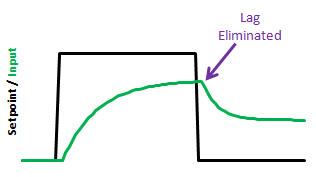 Lag
Eliminated
Setpoint / Input